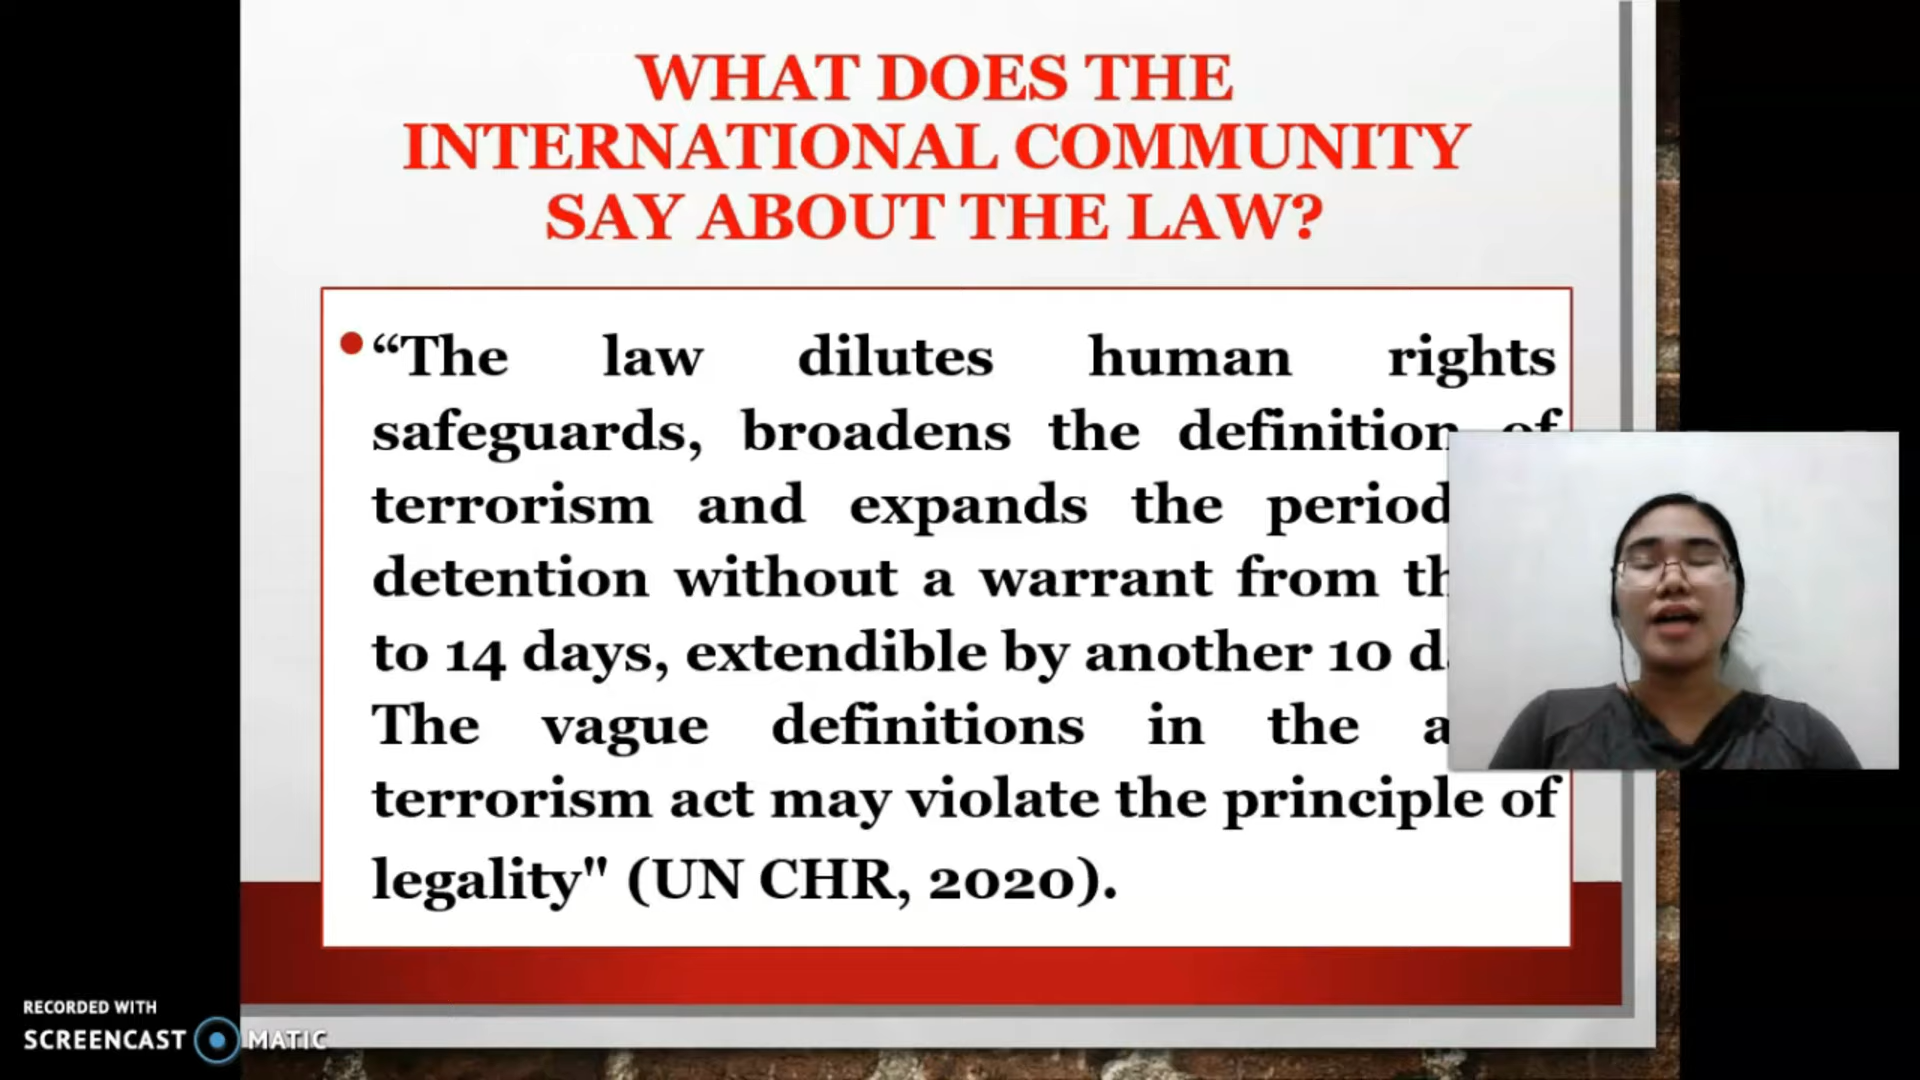 WHAT DOES THE
INTERNATIONAL COMMUNITY
SAY ABOUT THE LAW?
“The law dilutes human rights
safeguards, broadens the definition of
terrorism and expands the period
detention without a warrant from
to 14 days, extendible by another 10
The vague definitions in the
terrorism act may violate the principle of
legality" (UN CHR, 2020).
RECORDED WITH
SCREENCAST MATIC